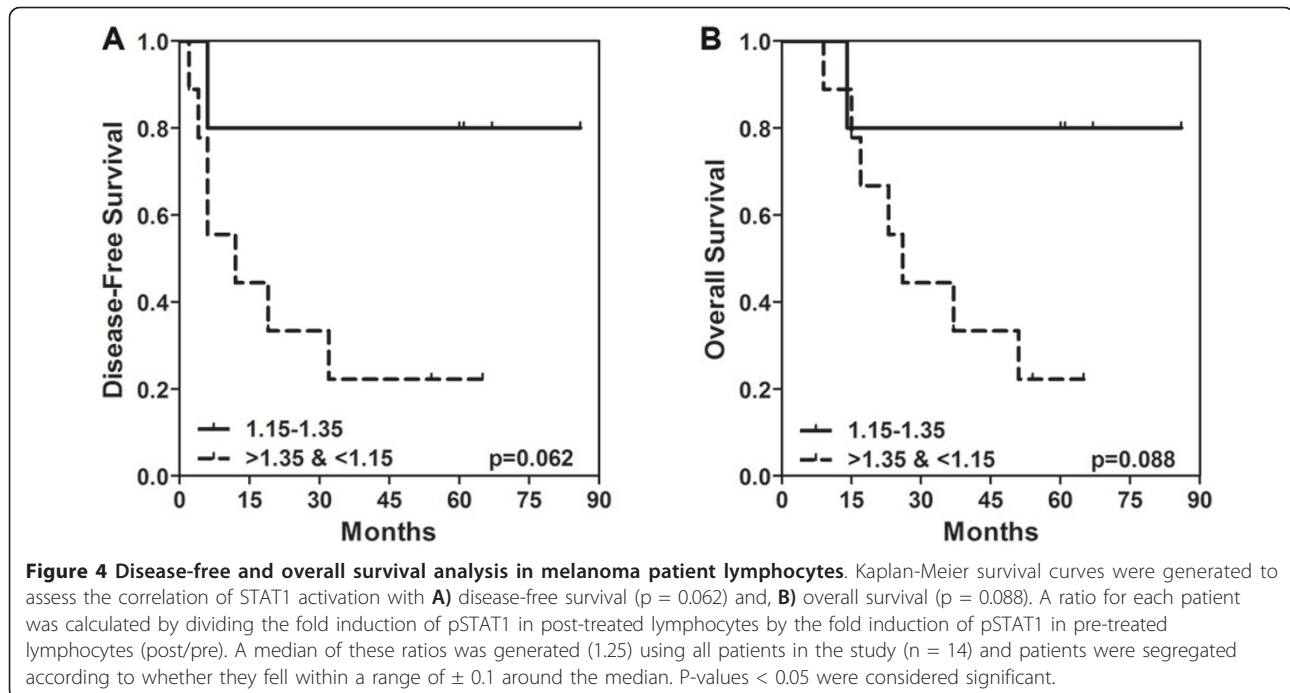 A
1.0
0.8
0.6
0.4
0.2
0.0
Disease-Free Survival
1.15-1.35
>1.35 & <1.15
p=0.062
0 15 30 45 60 75 90
Months
B
1.0
0.8
0.6
0.4
0.2
0.0
Overall Survival
1.15-1.35
>1.35 & <1.15
p=0.088
0 15 30 45 60 75 90
Months
Figure 4 Disease-free and overall survival analysis in melanoma patient lymphocytes. Kaplan-Meier survival curves were generated to
assess the correlation of STAT1 activation with A) disease-free survival (p = 0.062) and, B) overall survival (p = 0.088). A ratio for each patient
was calculated by dividing the fold induction of pSTAT1 in post-treated lymphocytes by the fold induction of pSTAT1 in pre-treated
lymphocytes (post/pre). A median of these ratios was generated (1.25) using all patients in the study (n = 14) and patients were segregated
according to whether they fell within a range of ± 0.1 around the median. P-values < 0.05 were considered significant.